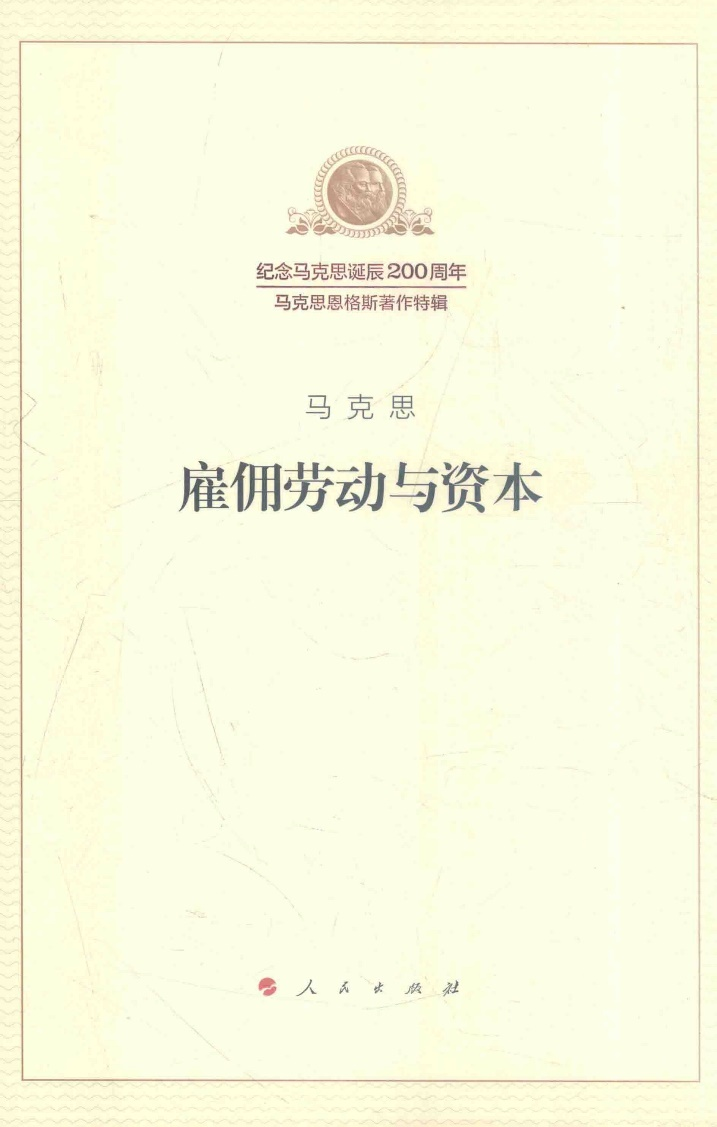 纪念马克思诞辰200周年
马克思恩格斯著作特辑
马克思
雇佣劳动与资本
人民出版社